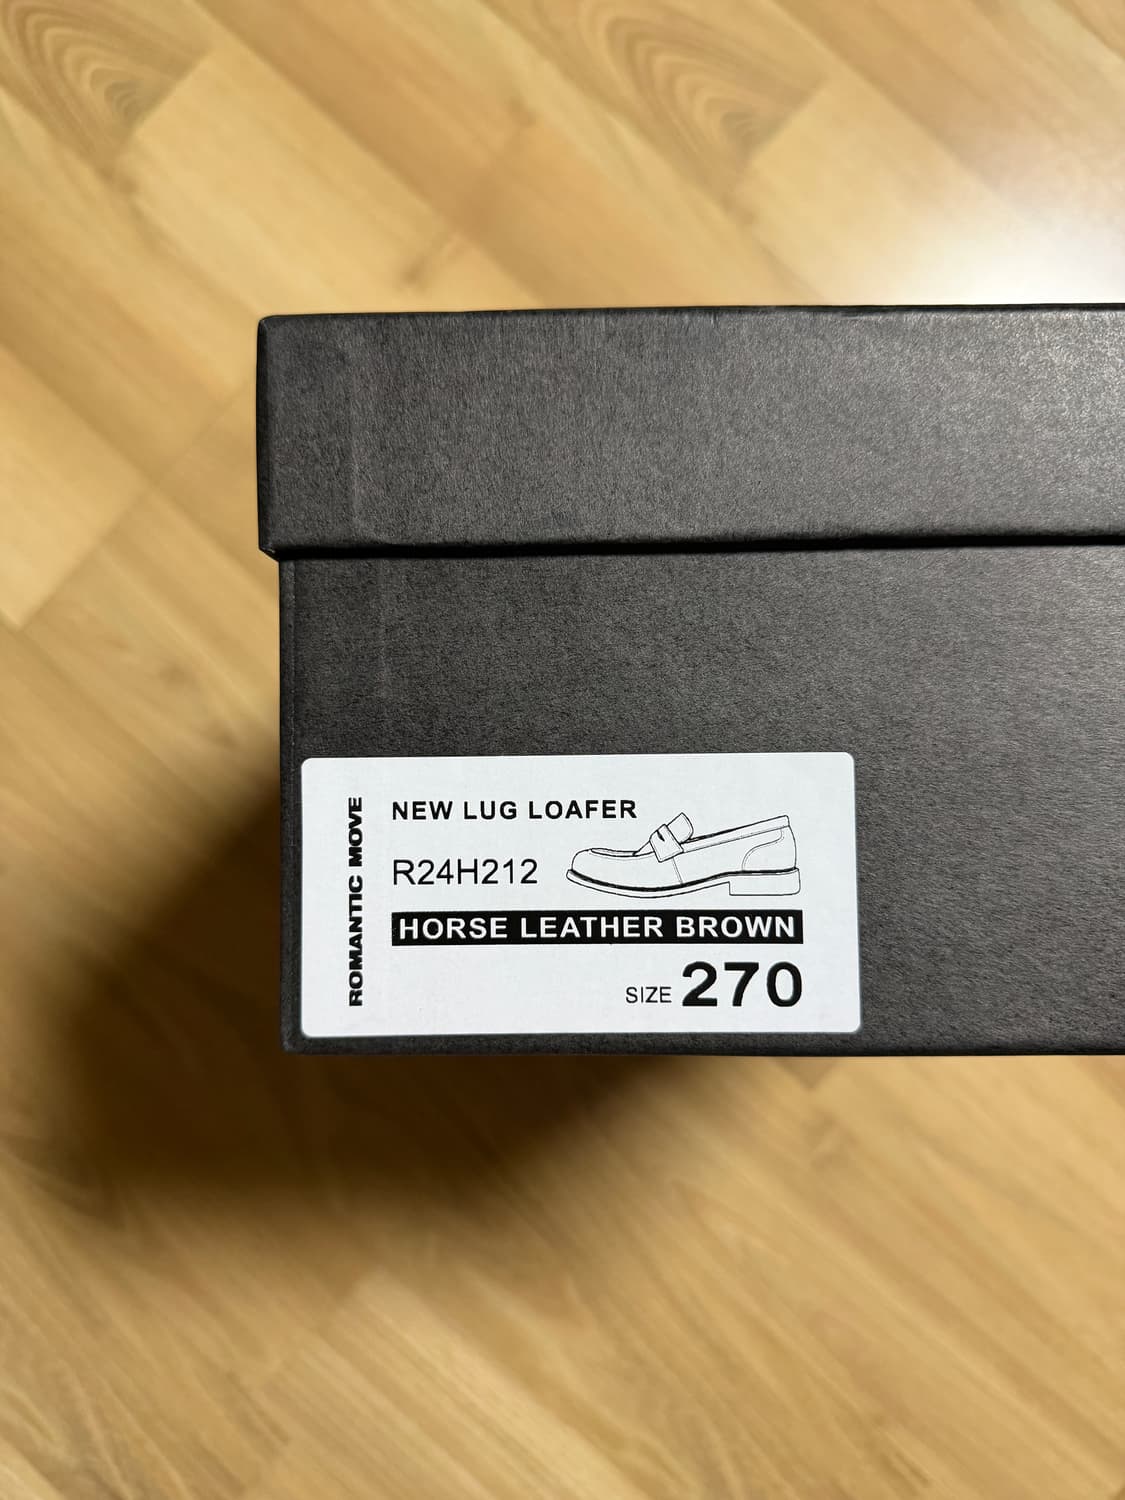 ROMANTIC MOVE
NEW LUG LOAFER
R24H212
HORSE LEATHER BROWN
SIZE 270